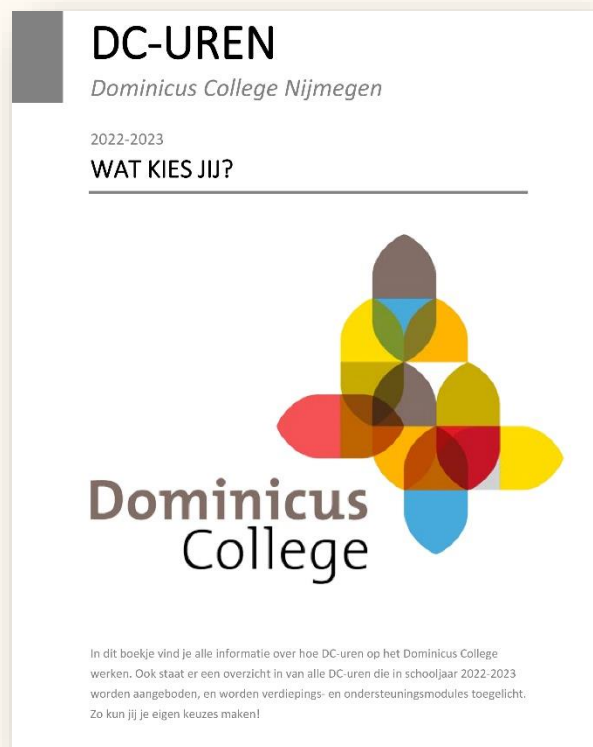 DC-UREN
Dominicus College Nijmegen
2022-2023
WAT KIES JIJ?
Dominicus
College
In dit boekje vind je alle informatie over hoe DC-uren op het Dominicus College
werken. Ook staat er een overzicht in van alle DC-uren die in schooljaar 2022-2023
worden aangeboden, en worden verdiepings- en ondersteuningsmodules toegelicht.
Zo kun jij je eigen keuzes maken!